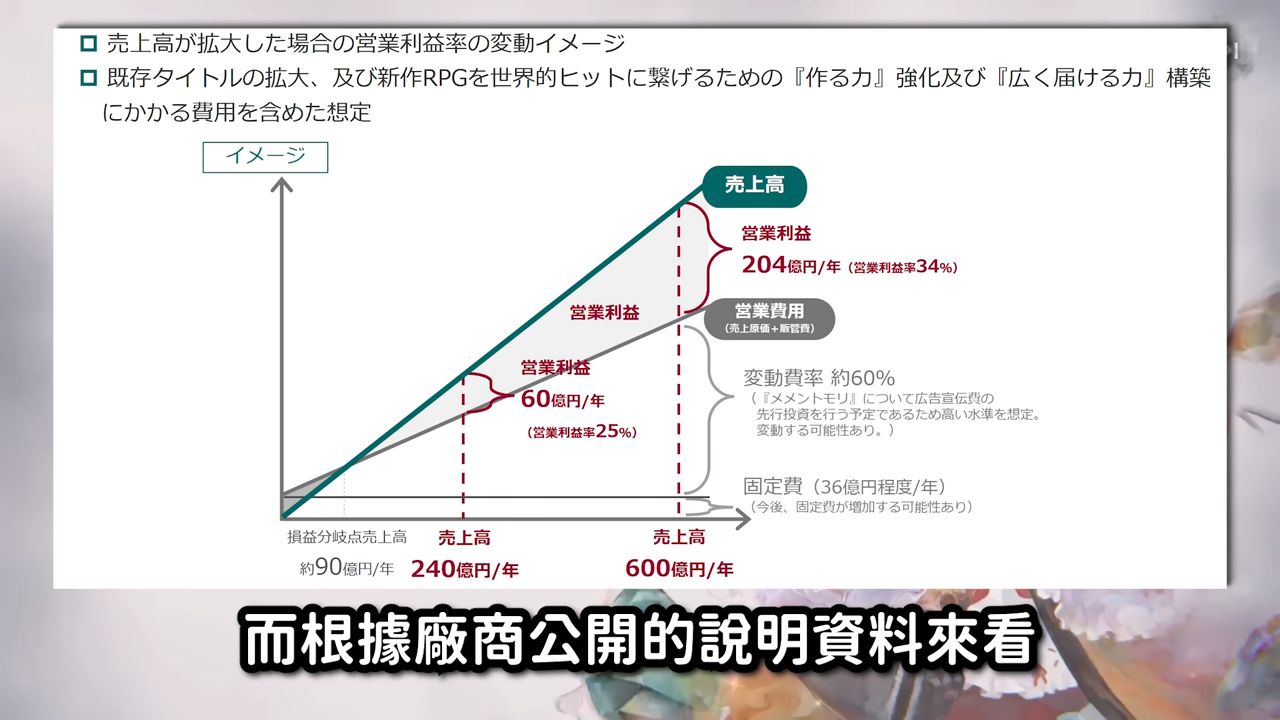 売上高が拡大した場合の営業利益率の変動イメージ
既存タイトルの拡大、及び新作RPGを世界的ヒットに繋げるための『作る力』強化及び『広く届ける力』構築
にかかる費用を含めた想定
イメージ
売上高
営業利益
204億円/年（営業利益率34%）
営業利益
営業費用
（売上原価＋販管費）
営業利益
60億円/年
（営業利益率25%）
変動費率 約60%
（『メメントモリ』について広告宣伝費の
先行投資を行う予定であるため高い水準を想定。
変動する可能性あり。）
固定費（36億円程度/年）
（今後、固定費が増加する可能性あり）
損益分岐点売上高
約90億円/年
売上高
240億円/年
売上高
600億円/年
而根據廠商公開的說明資料來看